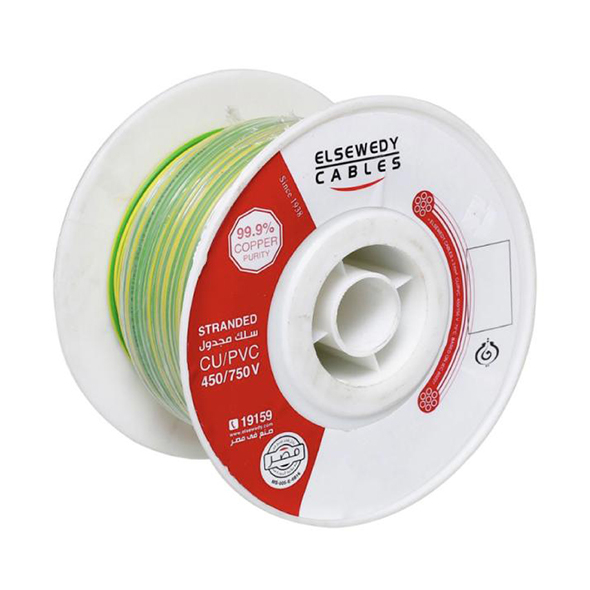 ELSEWEDY
CABLES
Since 1938
99.9%
COPPER
PURITY
STRANDED
سلك مجدول
CU/PVC
450/750 V
19159
www.elsewedy.com
صنع في مصر
مصر